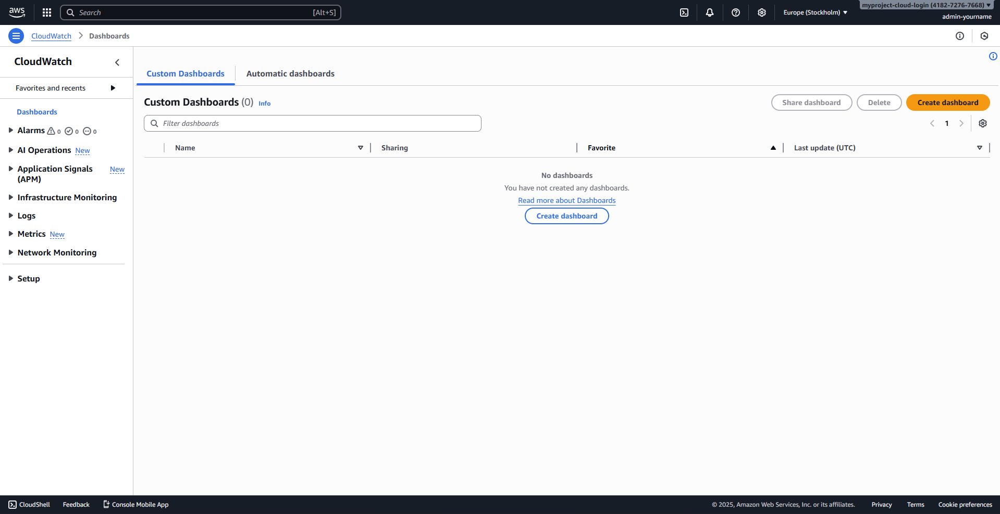 aws
Search [Alt+S]
Europe (Stockholm)
myproject-cloud-login (4182-7276-7668)
admin-yourname
CloudWatch
Dashboards
CloudWatch
Favorites and recents
Dashboards
Alarms 0 0 0
AI Operations New
Application Signals New
(APM)
Infrastructure Monitoring
Logs
Metrics New
Network Monitoring
Setup
Custom Dashboards
Automatic dashboards
Custom Dashboards (0) Info
Share dashboard
Delete
Create dashboard
Filter dashboards
1
Name
Sharing
Favorite
Last update (UTC)
No dashboards
You have not created any dashboards.
Read more about Dashboards
Create dashboard
CloudShell
Feedback
Console Mobile App
© 2025, Amazon Web Services, Inc. or its affiliates.
Privacy
Terms
Cookie preferences